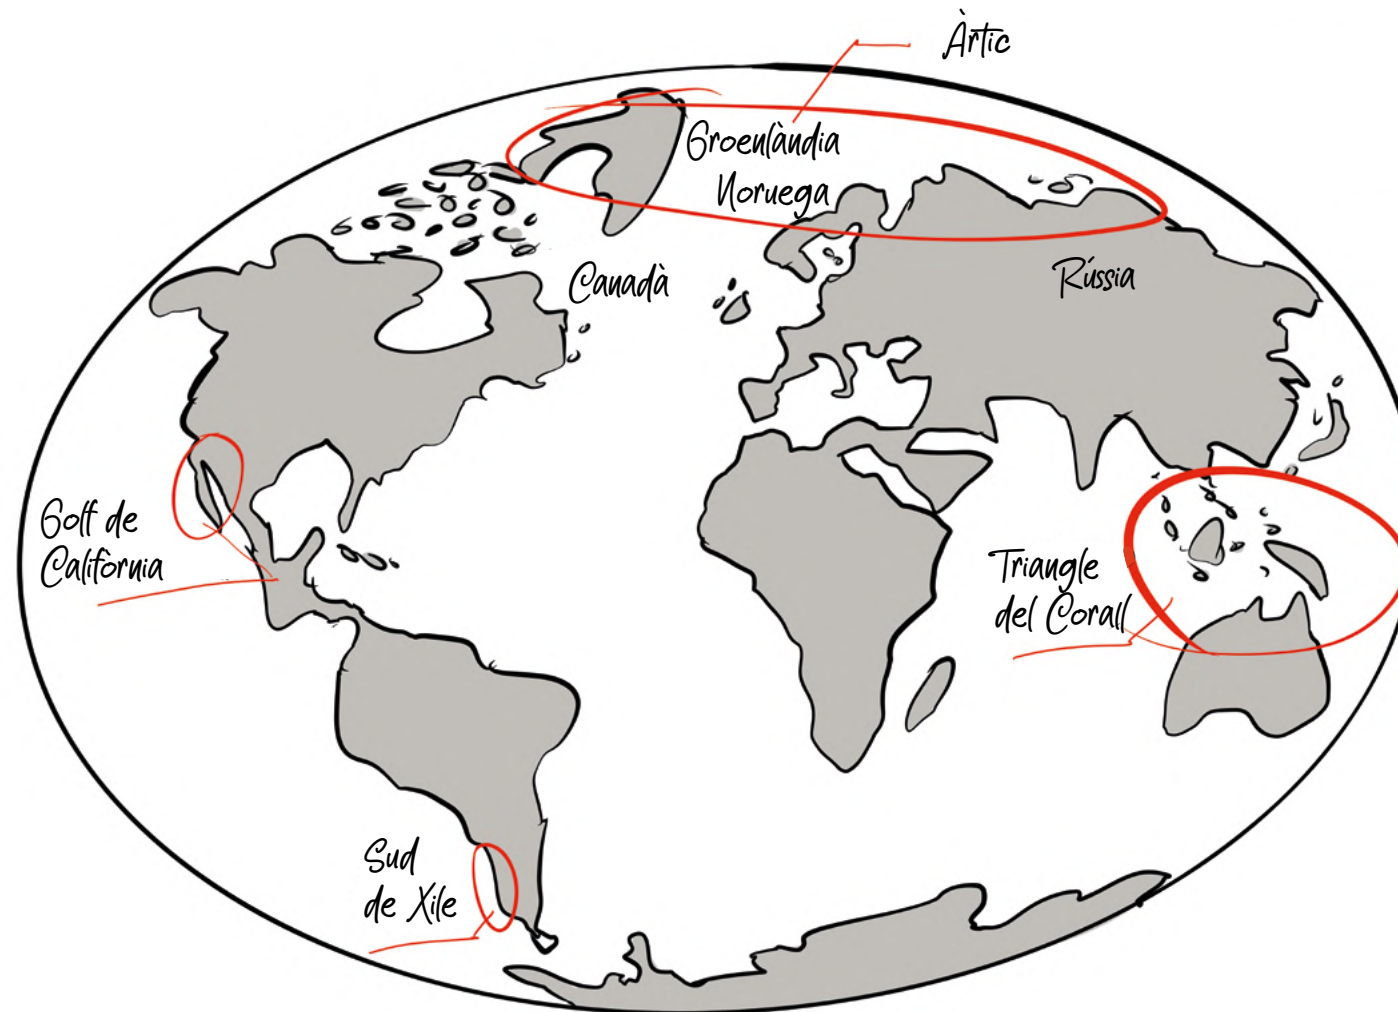 Àrtic
Groenlàndia
Noruega
Canadà
Rússia
Golf de
Califòrnia
Triangle
del Corall
Sud
de Xile